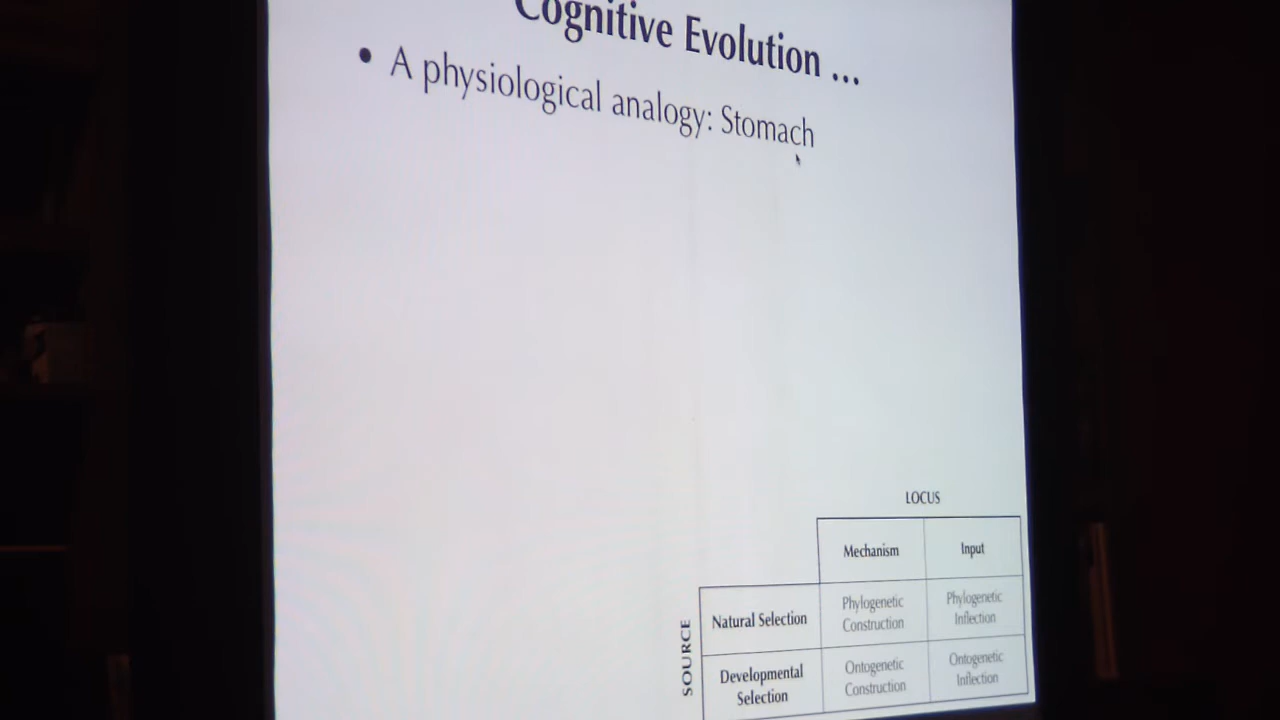 Cognitive Evolution ...
• A physiological analogy: Stomach
LOCUS
Mechanism Input
SOURCE
Natural Selection Phylogenetic Construction Phylogenetic Inflection
Developmental Selection Ontogenetic Construction Ontogenetic Inflection